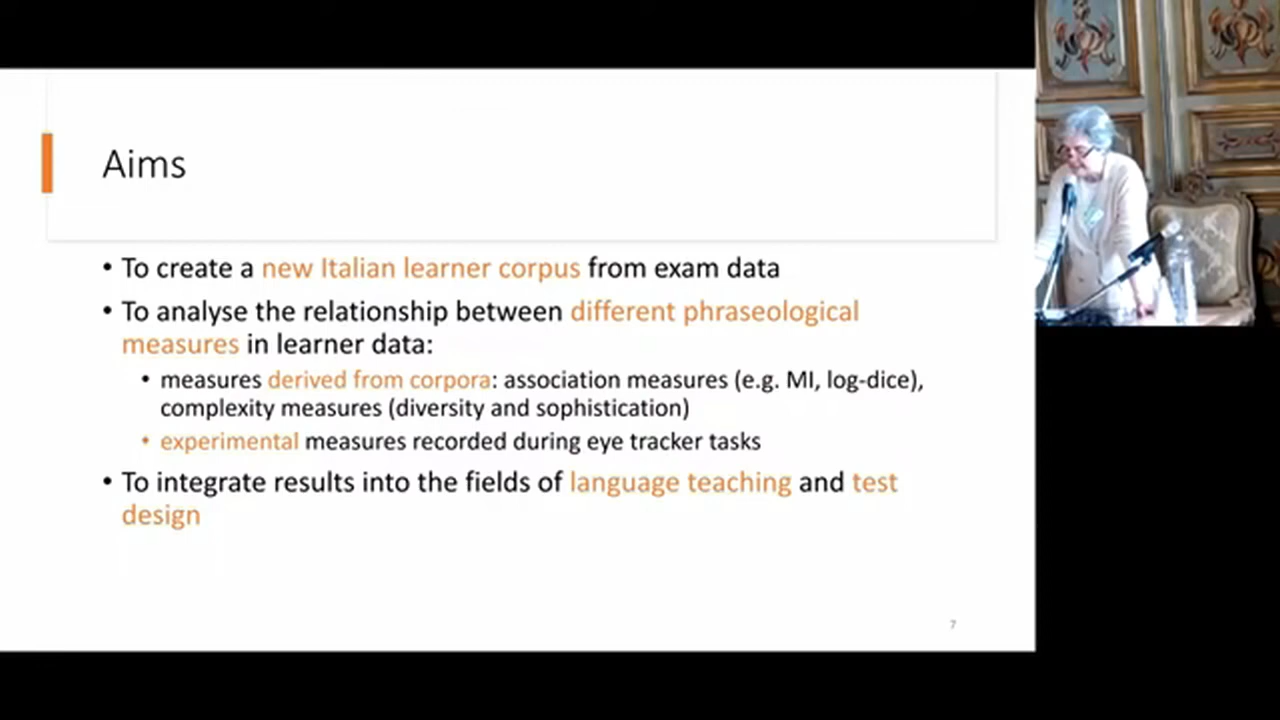 Aims
• To create a new Italian learner corpus from exam data
• To analyse the relationship between different phraseological
measures in learner data:
• measures derived from corpora: association measures (e.g. MI, log-dice),
complexity measures (diversity and sophistication)
• experimental measures recorded during eye tracker tasks
• To integrate results into the fields of language teaching and test
design
7